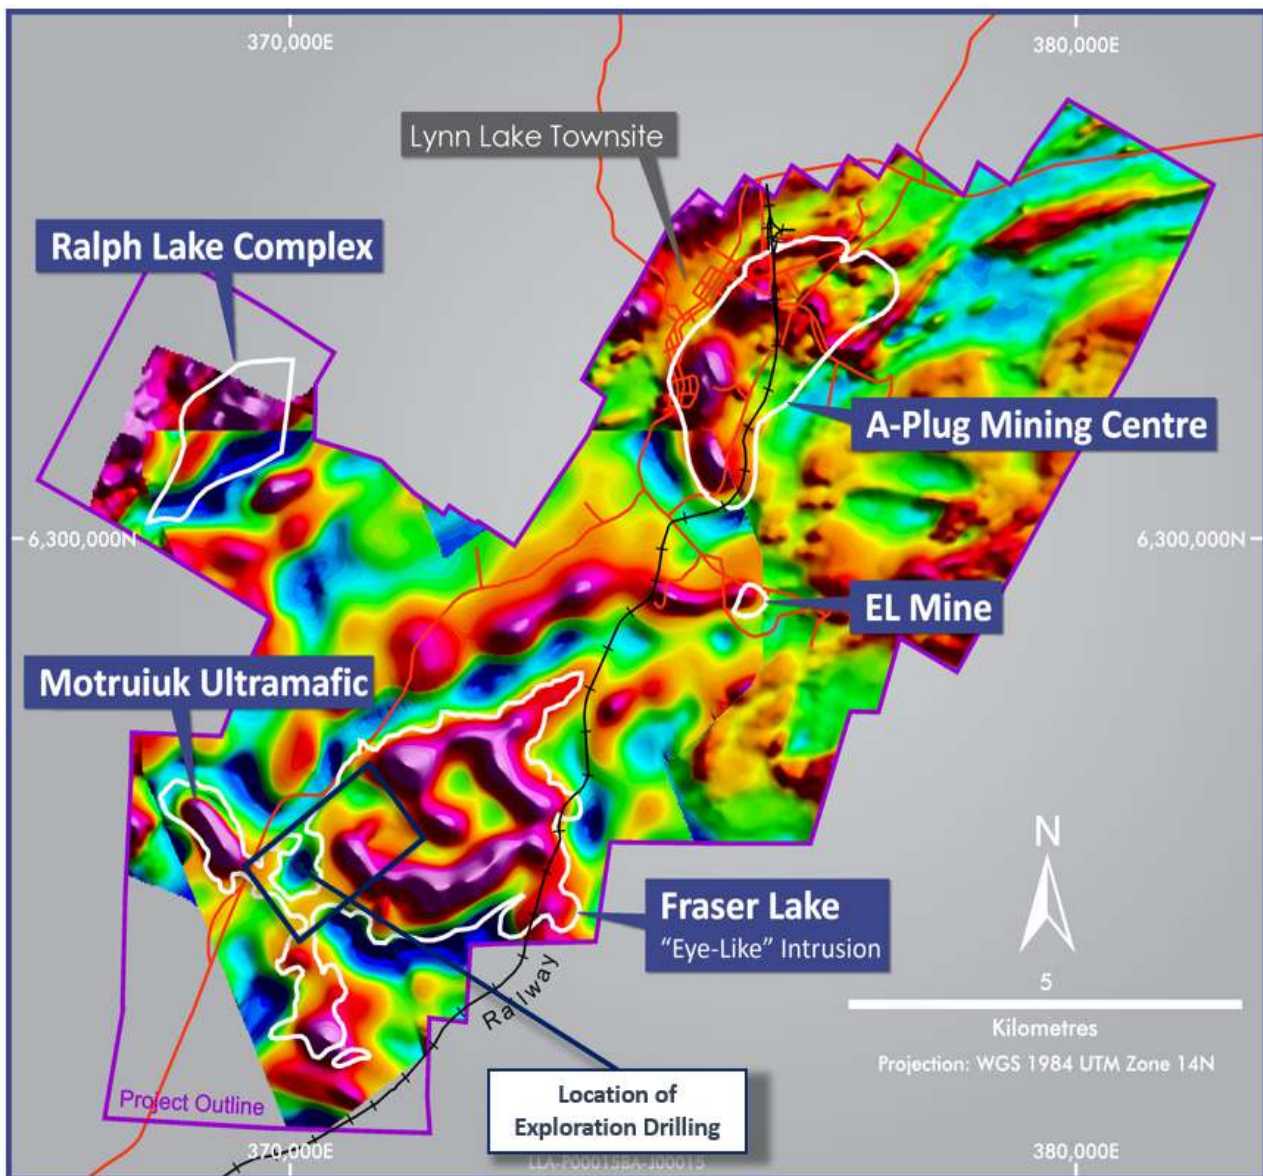 370,000E
380,000E
Lynn Lake Townsite
Ralph Lake Complex
A-Plug Mining Centre
6,300,000N
6,300,000N
EL Mine
Motruiuk Ultramafic
N
Fraser Lake
“Eye-Like” Intrusion
5
Kilometres
Projection: WGS 1984 UTM Zone 14N
Railway
Location of
Exploration Drilling
Project Outline
370,000E
380,000E